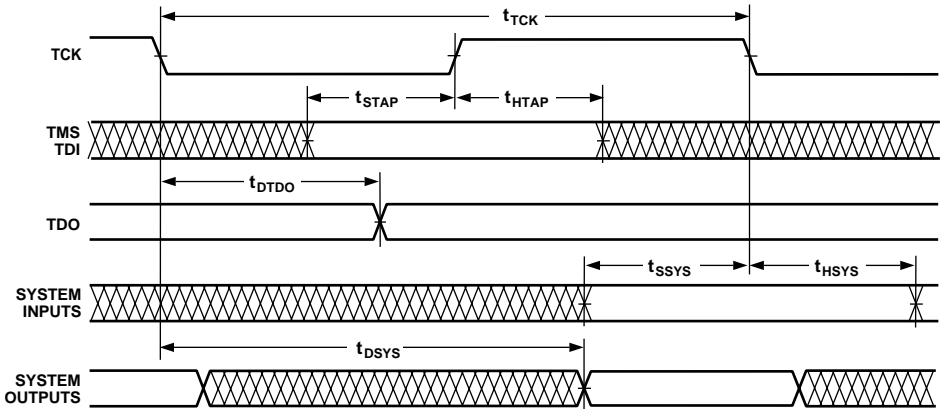 tTCK
TCK
tSTAP
tHTAP
TMS
TDI
tDTDO
TDO
tSSYS
tHSYS
SYSTEM
INPUTS
tDSYS
SYSTEM
OUTPUTS